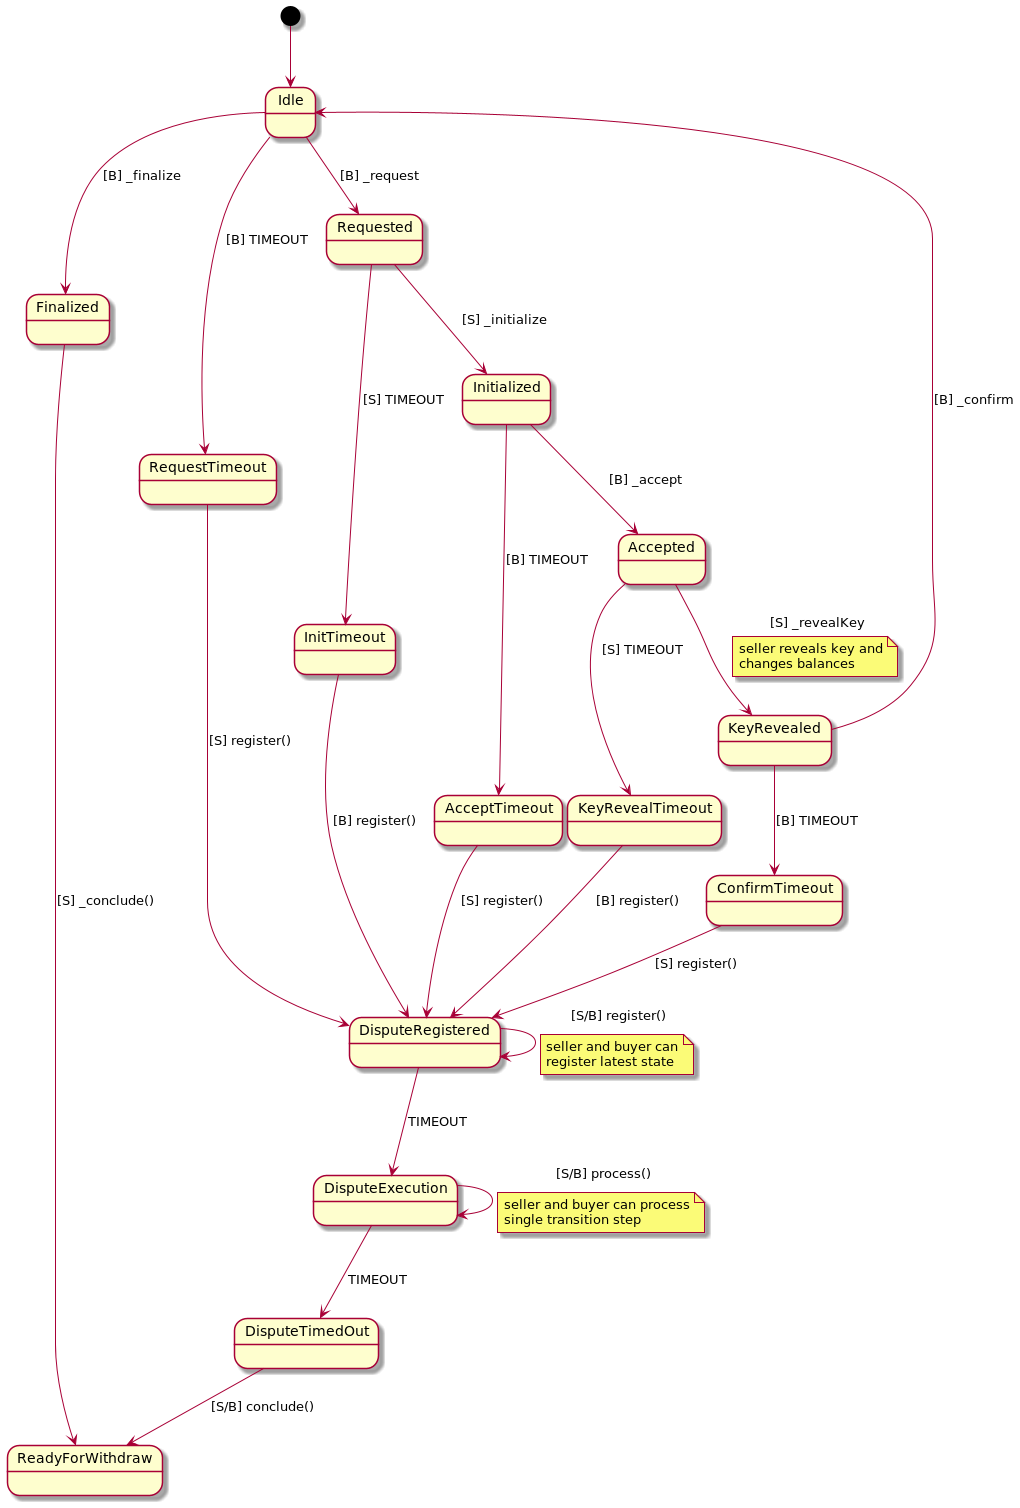 Idle
[B] _finalize
[B] _request
Requested
[B] TIMEOUT
Finalized
[S] _initialize
Initialized
[S] TIMEOUT
[B] _confirm
RequestTimeout
[B] _accept
Accepted
[B] TIMEOUT
[S] _revealKey
seller reveals key and
changes balances
InitTimeout
[S] TIMEOUT
KeyRevealed
[S] register()
AcceptTimeout
KeyRevealTimeout
[B] register()
[B] TIMEOUT
ConfirmTimeout
[S] _conclude()
[S] register()
[B] register()
[S] register()
[S/B] register()
DisputeRegistered
seller and buyer can
register latest state
TIMEOUT
[S/B] process()
DisputeExecution
seller and buyer can process
single transition step
TIMEOUT
DisputeTimedOut
[S/B] conclude()
ReadyForWithdraw